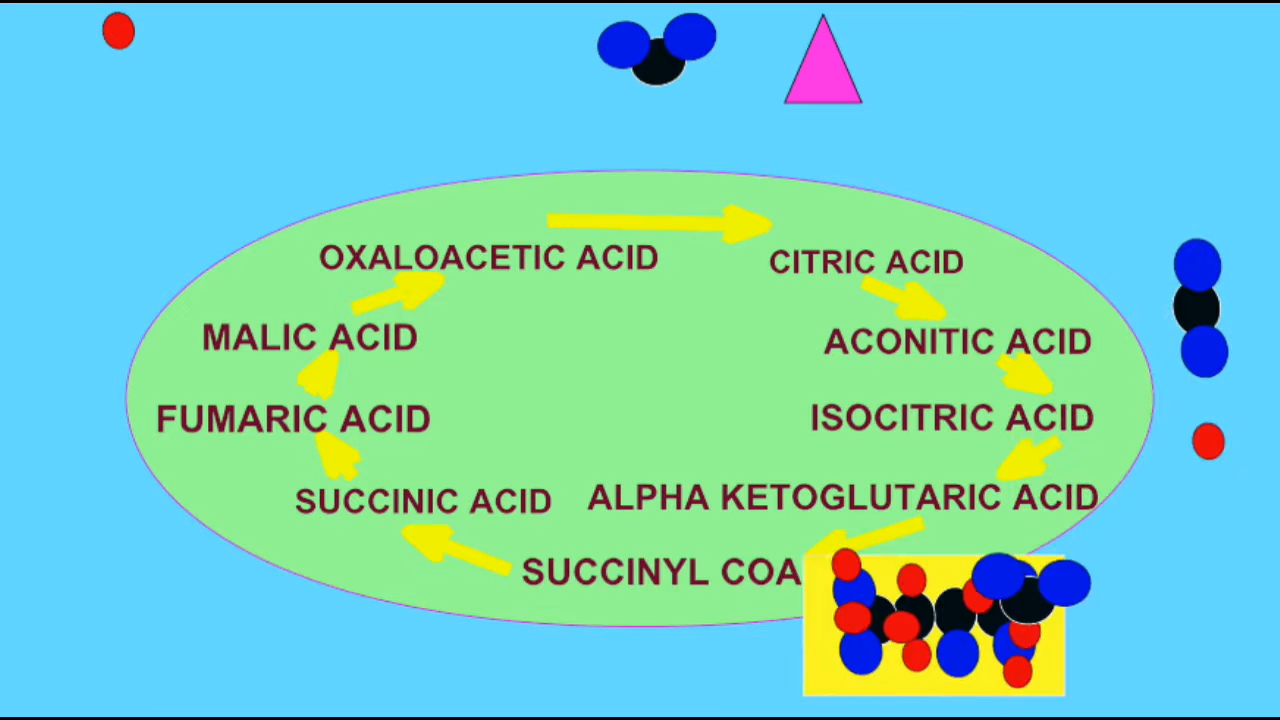 OXALOACETIC ACID
CITRIC ACID
MALIC ACID
ACONITIC ACID
FUMARIC ACID
ISOCITRIC ACID
SUCCINIC ACID
ALPHA KETOGLUTARIC ACID
SUCCINYL COA